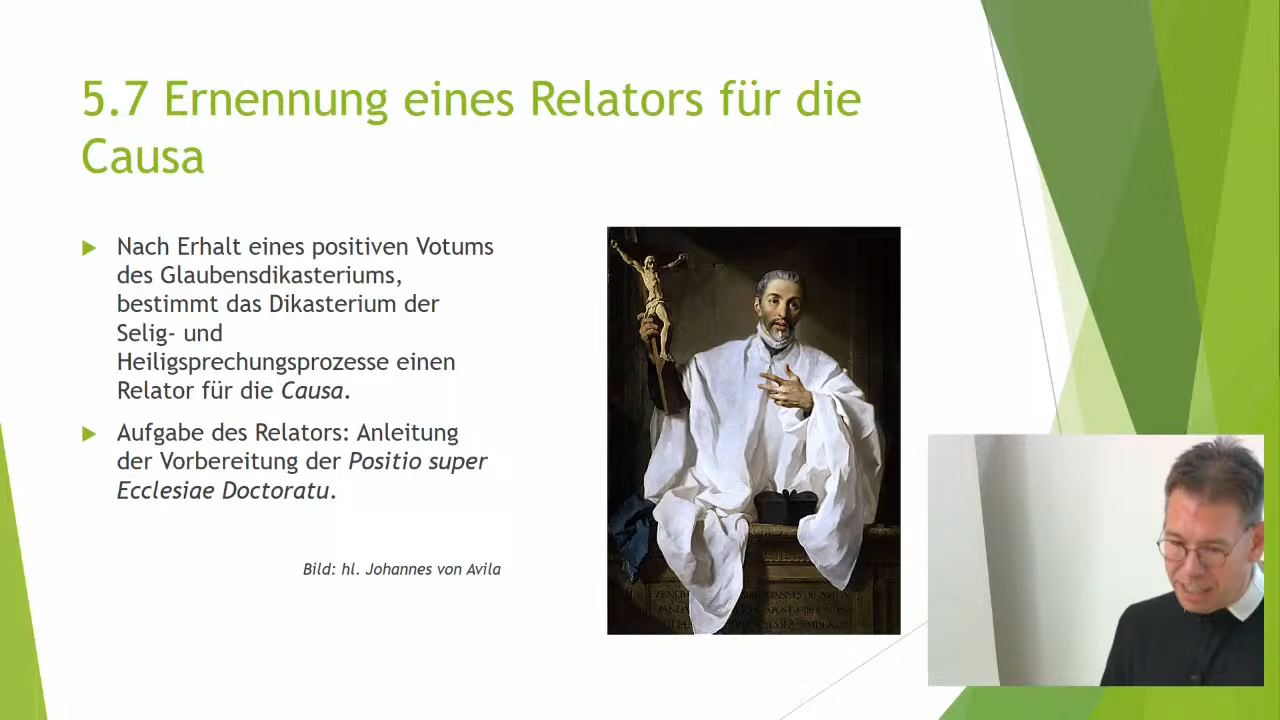 5.7 Ernennung eines Relators für die
Causa
Nach Erhalt eines positiven Votums
des Glaubensdikasteriums,
bestimmt das Dikasterium der
Selig- und
Heiligsprechungsprozesse einen
Relator für die Causa.
Aufgabe des Relators: Anleitung
der Vorbereitung der Positio super
Ecclesiae Doctoratu.
Bild: hl. Johannes von Avila